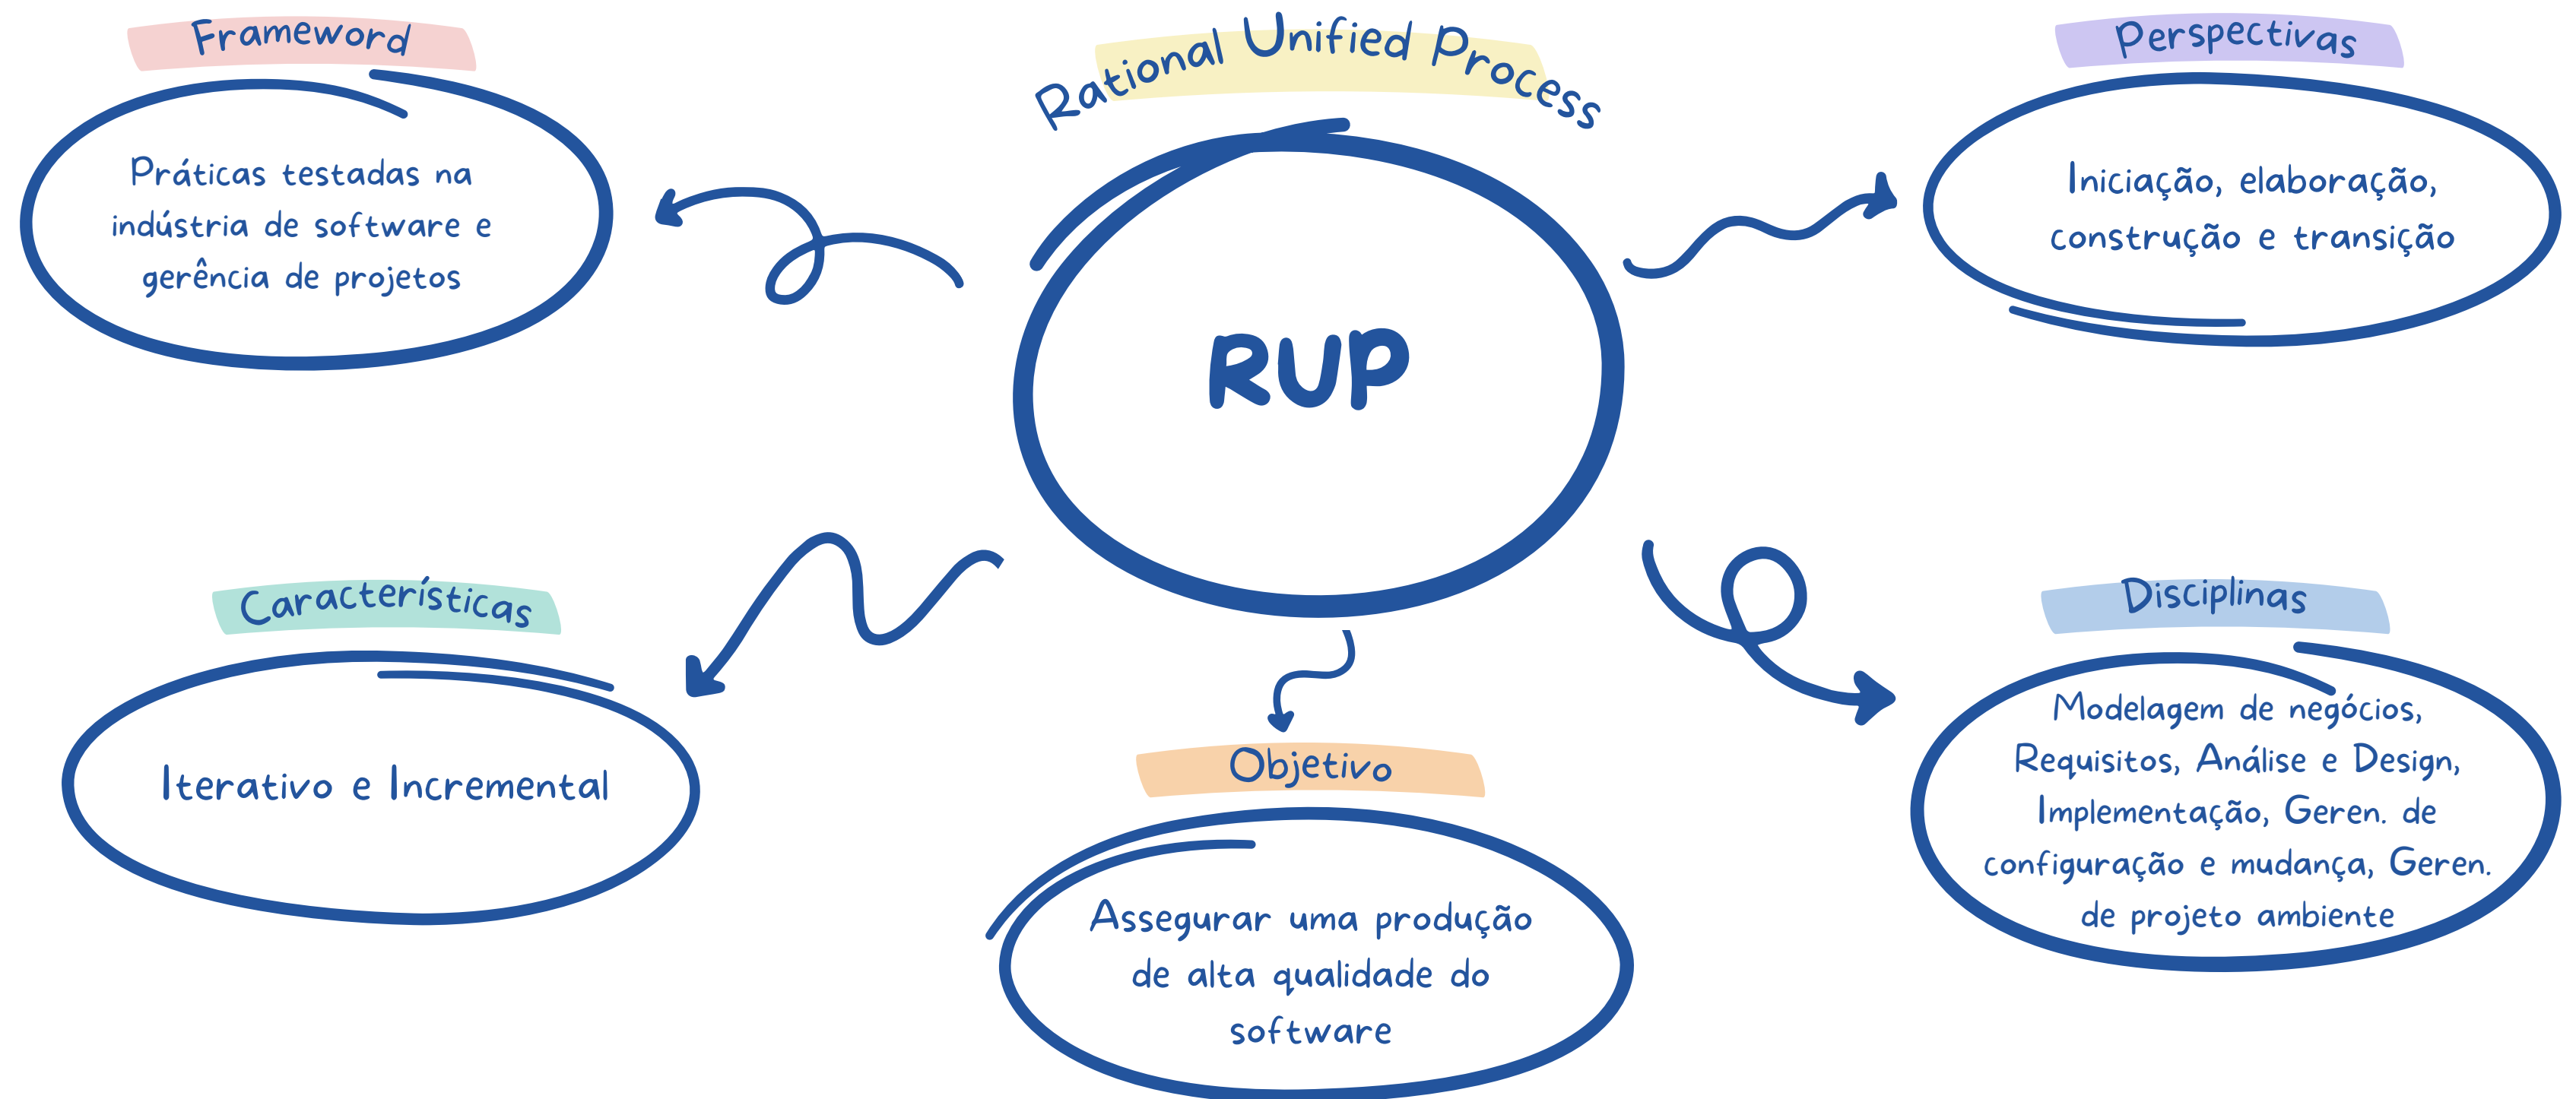 Frameword
Práticas testadas na
indústria de software e
gerência de projetos
Rational Unified Process
RUP
Perspectivas
Iniciação, elaboração,
construção e transição
Características
Iterativo e Incremental
Objetivo
Assegurar uma produção
de alta qualidade do
software
Disciplinas
Modelagem de negócios,
Requisitos, Análise e Design,
Implementação, Geren. de
configuração e mudança, Geren.
de projeto ambiente